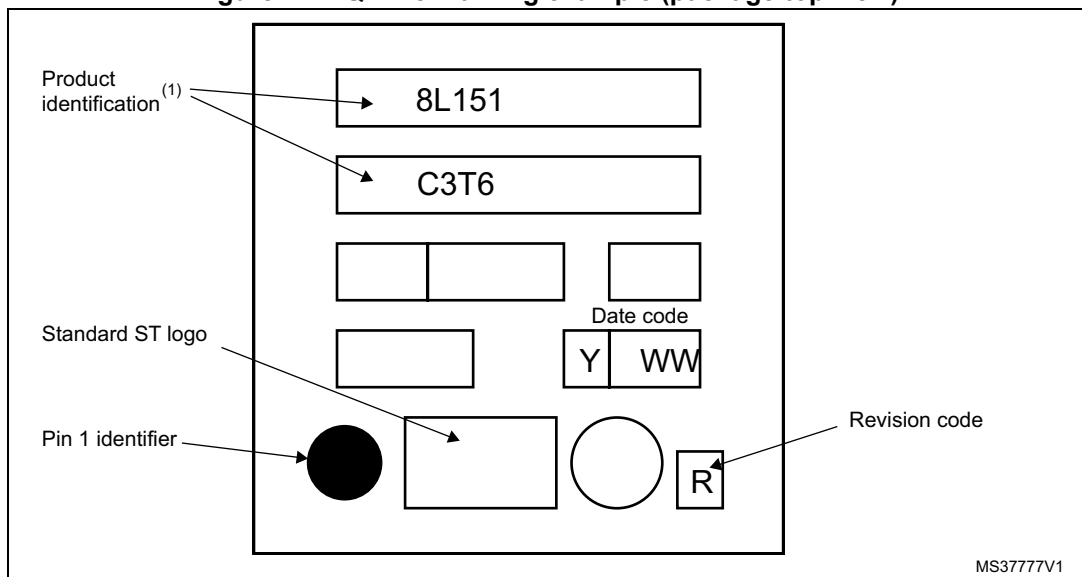 Product
identification (1)
8L151
C3T6
Date code
Standard ST logo
Y WW
Pin 1 identifier
Revision code
R
MS37777V1